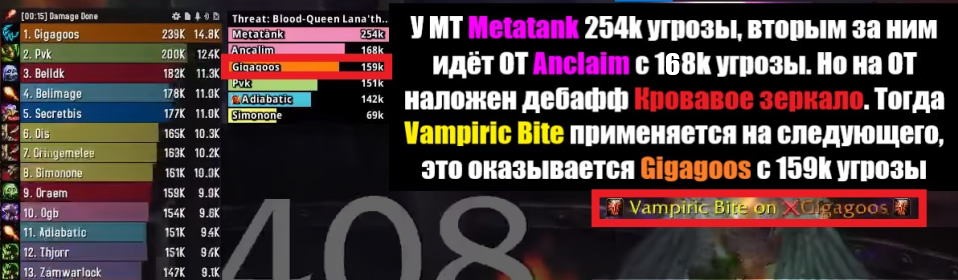 [00:15] Damage Done
1. Gigagoos 239K 14.8K
2. Pvk 200K 12.4K
3. Belldk 182K 11.3K
4. Belimage 178K 11.0K
5. Secretbis 177K 11.0K
6. Dis 165K 10.3K
7. Cringemelee 163K 10.2K
8. Simonone 161K 10.0K
9. Oraem 159K 9.9K
10. Ogb 154K 9.6K
11. Adiabatic 151K 9.4K
12. Thjorr 151K 9.4K
13. Zamwarlock 147K 9.1K
Threat: Blood-Queen Lana'th..
Metatank 254k
Ancalim 168k
Gigagoos 159k
Pvk 151k
Adiabatic 142k
Simonone 69k
У МТ Metatank 254k угрозы, вторым за ним
идёт ОТ Anclaim с 168k угрозы. Но на ОТ
наложен дебафф Кровавое зеркало. Тогда
Vampiric Bite применяется на следующего,
это оказывается Gigagoos с 159k угрозы
Vampiric Bite on Gigagoos
408